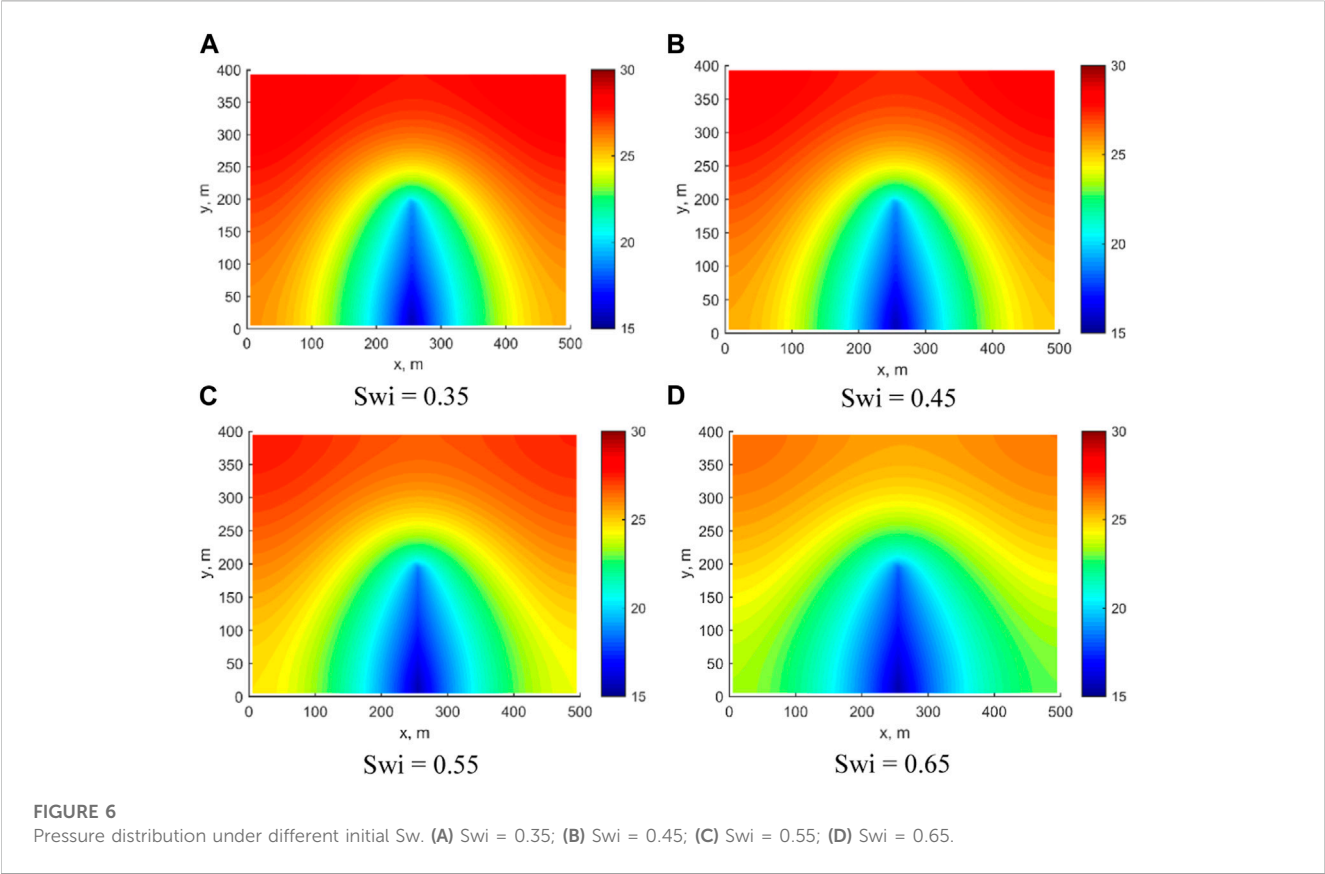 A
400
350
300
250
200
150
100
50
0
y, m
0 100 200 300 400 500
x, m
30
25
20
15
Swi = 0.35
B
400
350
300
250
200
150
100
50
0
y, m
0 100 200 300 400 500
x, m
30
25
20
15
Swi = 0.45
C
400
350
300
250
200
150
100
50
0
y, m
0 100 200 300 400 500
x, m
30
25
20
15
Swi = 0.55
D
400
350
300
250
200
150
100
50
0
y, m
0 100 200 300 400 500
x, m
30
25
20
15
Swi = 0.65
FIGURE 6
Pressure distribution under different initial Sw. (A) Swi = 0.35; (B) Swi = 0.45; (C) Swi = 0.55; (D) Swi = 0.65.